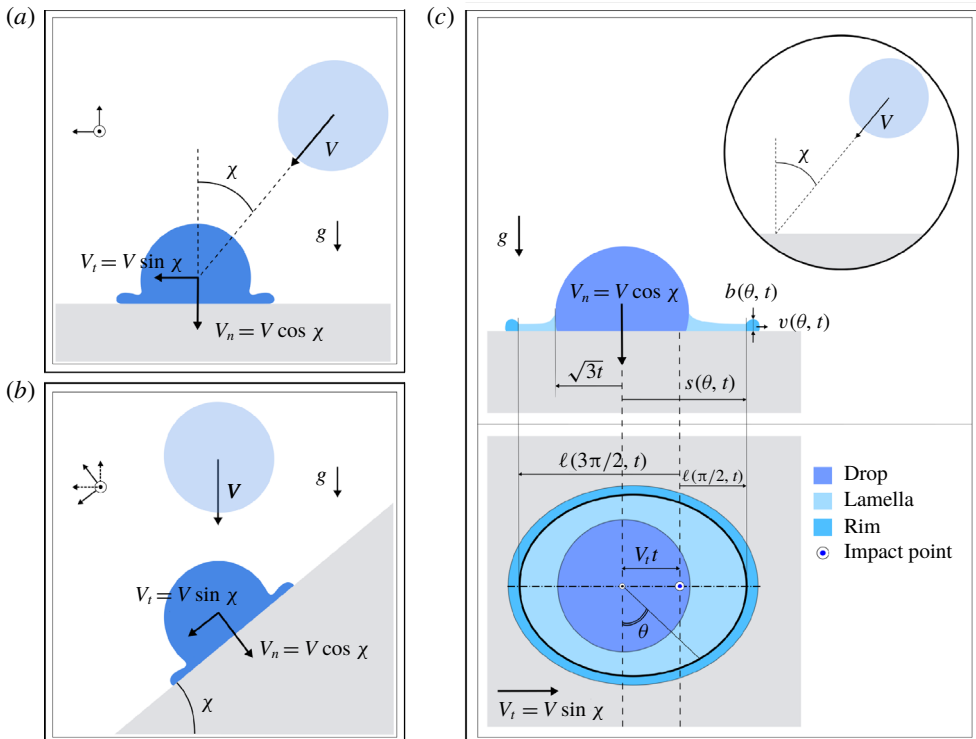 (a)
V
χ
g
V_t = V sin χ
V_n = V cos χ
(b)
V
g
V_t = V sin χ
V_n = V cos χ
χ
(c)
V
χ
g
V_n = V cos χ
b(θ, t)
v(θ, t)
√3t
s(θ, t)
ℓ(3π/2, t)
ℓ(π/2, t)
V_t t
θ
V_t = V sin χ
Drop
Lamella
Rim
Impact point